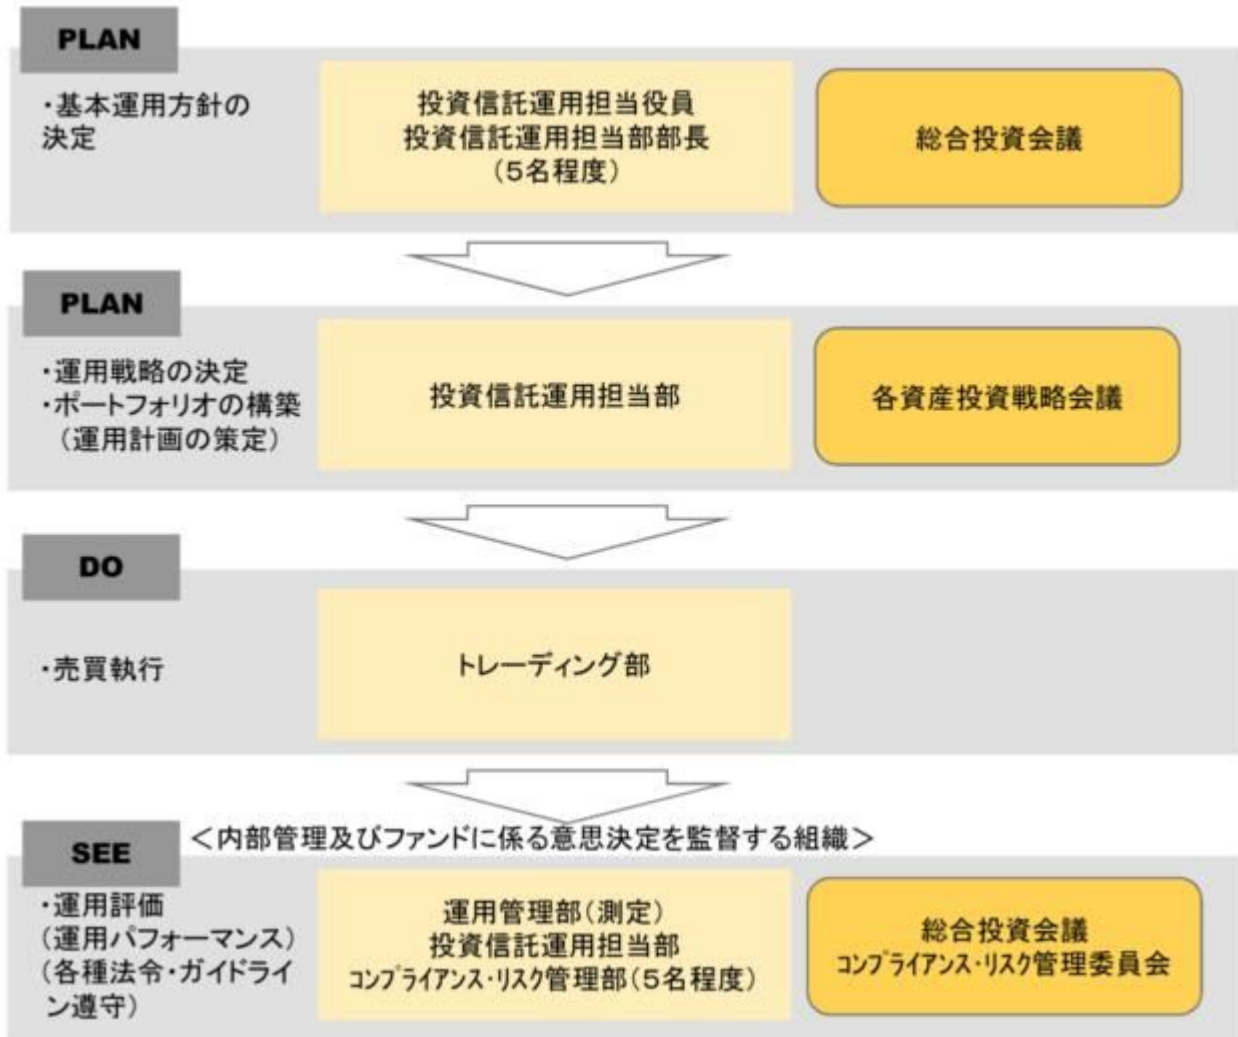 PLAN
・基本運用方針の
決定
投資信託運用担当役員
投資信託運用担当部部長
(5名程度)
総合投資会議
PLAN
・運用戦略の決定
・ポートフォリオの構築
(運用計画の策定)
投資信託運用担当部
各資産投資戦略会議
DO
・売買執行
トレーディング部
SEE
＜内部管理及びファンドに係る意思決定を監督する組織＞
・運用評価
(運用パフォーマンス)
(各種法令・ガイドライ
ン遵守)
運用管理部(測定)
投資信託運用担当部
ｺﾝﾌﾟﾗｲｱﾝｽ・ﾘｽｸ管理部(5名程度)
総合投資会議
ｺﾝﾌﾟﾗｲｱﾝｽ・ﾘｽｸ管理委員会